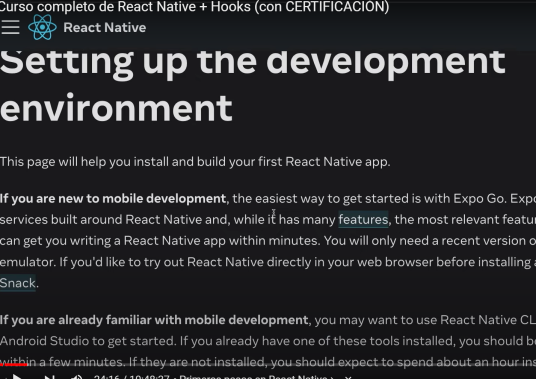 Curso completo de React Native + Hooks (con CERTIFICACIÓN)
React Native
Setting up the development
environment
This page will help you install and build your first React Native app.
If you are new to mobile development, the easiest way to get started is with Expo Go.
services built around React Native and, while it has many features, the most relevant
can get you writing a React Native app within minutes. You will only need a recent version
emulator. If you'd like to try out React Native directly in your web browser before installing
Snack.
If you are already familiar with mobile development, you may want to use React Native
Android Studio to get started. If you already have one of these tools installed, you should
within a few minutes. If they are not installed, you should expect to spend about an hour
24:16 / 10:48:27 • Primeros pasos en React Native